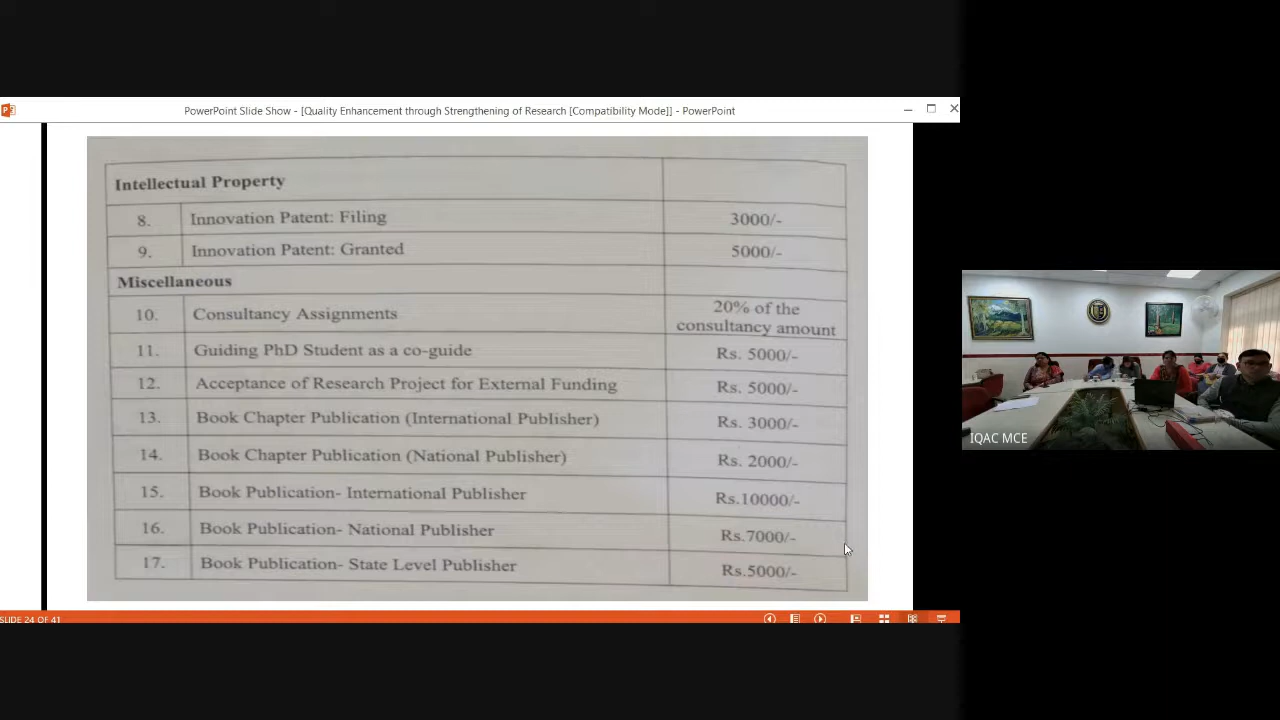 PowerPoint Slide Show - [Quality Enhancement through Strengthening of Research [Compatibility Mode]] - PowerPoint
Intellectual Property
8. Innovation Patent: Filing 3000/-
9. Innovation Patent: Granted 5000/-
Miscellaneous
10. Consultancy Assignments 20% of the
consultancy amount
11. Guiding PhD Student as a co-guide Rs. 5000/-
12. Acceptance of Research Project for External Funding Rs. 5000/-
13. Book Chapter Publication (International Publisher) Rs. 3000/-
14. Book Chapter Publication (National Publisher) Rs. 2000/-
15. Book Publication- International Publisher Rs.10000/-
16. Book Publication- National Publisher Rs.7000/-
17. Book Publication- State Level Publisher Rs.5000/-
SLIDE 24 OF 41
IQAC MCE